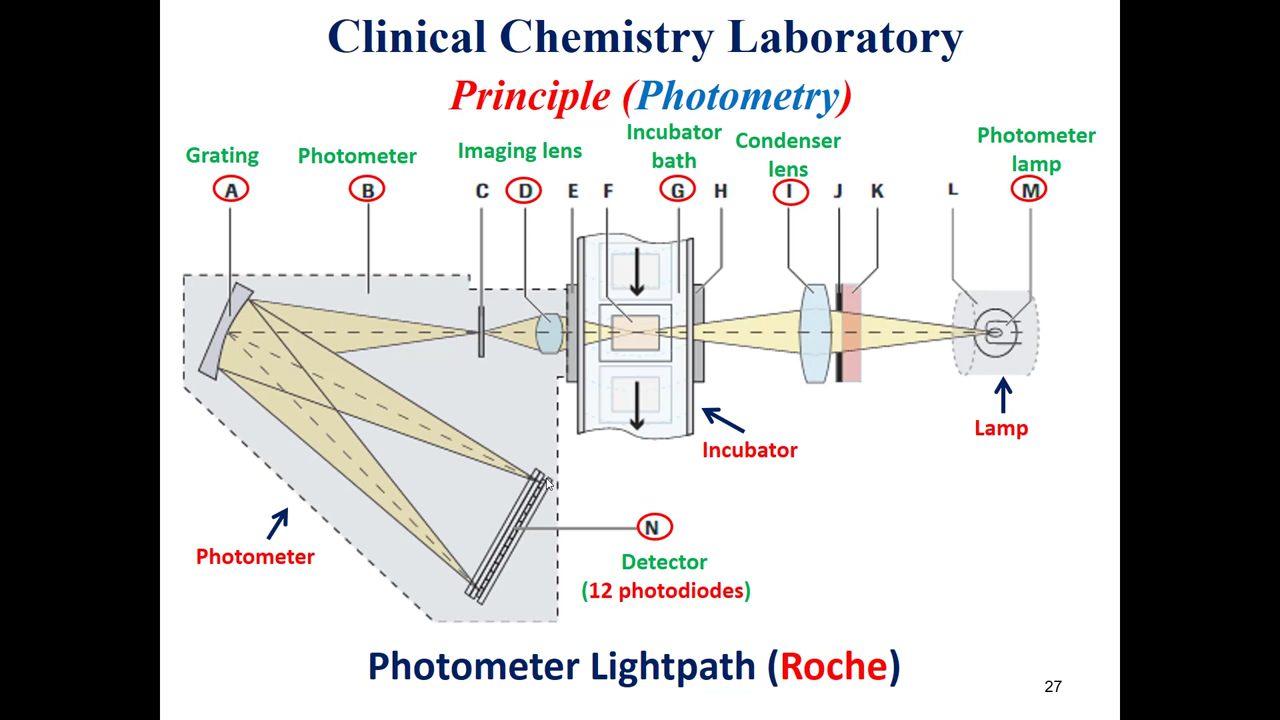 Clinical Chemistry Laboratory
Principle (Photometry)
Grating
Photometer
Imaging lens
Incubator
bath
Condenser
lens
Photometer
lamp
A B C D E F G H I J K L M
Lamp
Incubator
N
Photometer
Detector
(12 photodiodes)
Photometer Lightpath (Roche)
27